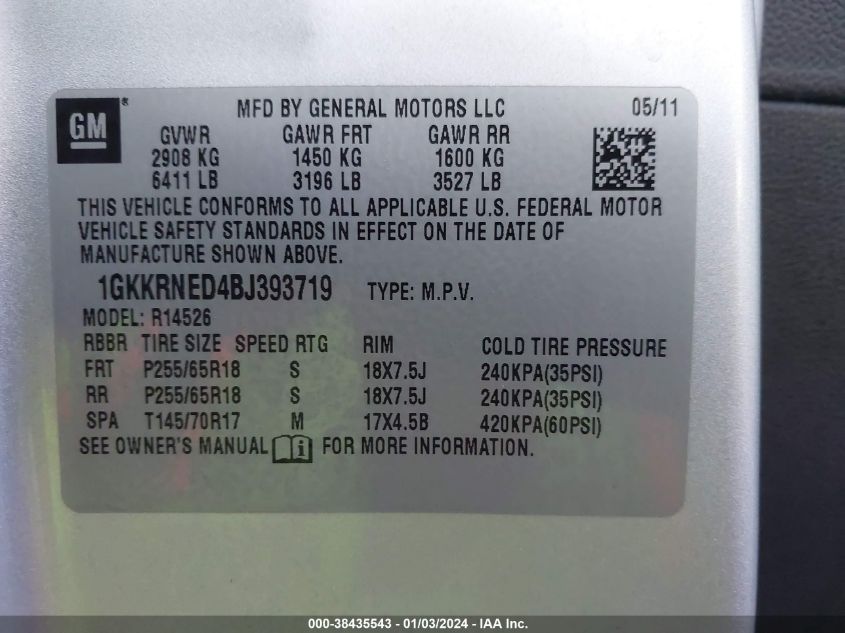 GM® MFD BY GENERAL MOTORS LLC 05/11
GVWR GAWR FRT GAWR RR
2908 KG 1450 KG 1600 KG
6411 LB 3196 LB 3527 LB
THIS VEHICLE CONFORMS TO ALL APPLICABLE U.S. FEDERAL MOTOR
VEHICLE SAFETY STANDARDS IN EFFECT ON THE DATE OF
MANUFACTURE SHOWN ABOVE.
1GKKRNED4BJ393719 TYPE: M.P.V.
MODEL: R14526
RBBR TIRE SIZE SPEED RTG RIM COLD TIRE PRESSURE
FRT P255/65R18 S 18X7.5J 240KPA(35PSI)
RR P255/65R18 S 18X7.5J 240KPA(35PSI)
SPA T145/70R17 M 17X4.5B 420KPA(60PSI)
SEE OWNER'S MANUAL i FOR MORE INFORMATION.
000-38435543 - 01/03/2024 - IAA Inc.